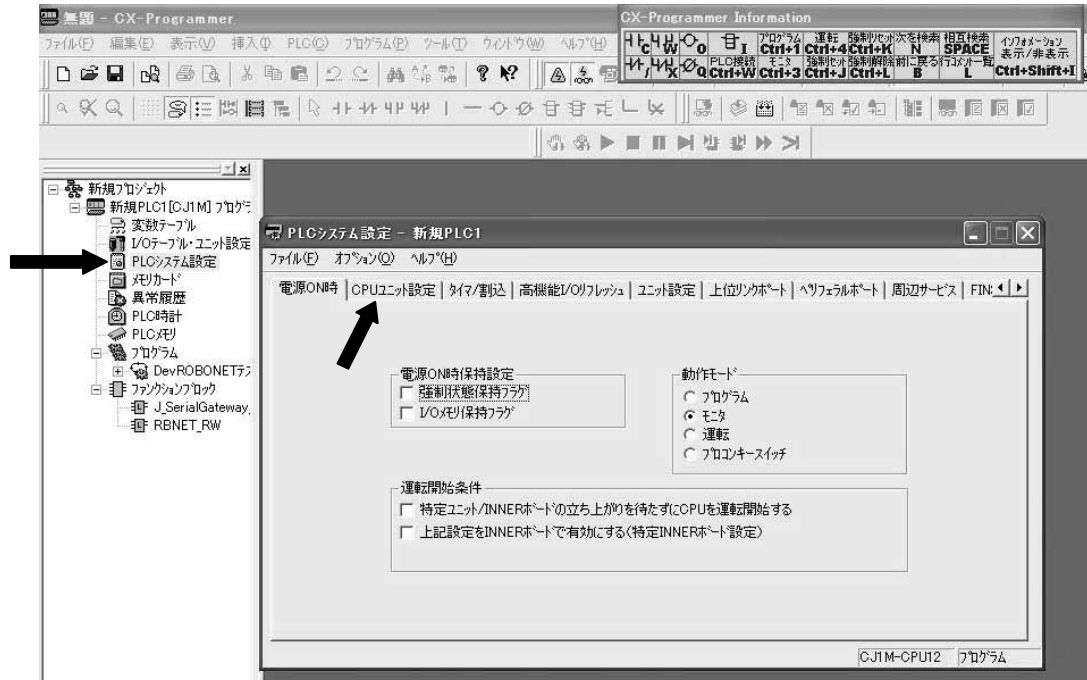 無題 - CX-Programmer
ファイル(F) 編集(E) 表示(V) 挿入(I) PLC(C) プログラム(P) ツール(T) ウィンドウ(W) ヘルプ(H)
CX-Programmer Information
C W O I プログラム Ctrl+1 運転 Ctrl+4 強制リセット Ctrl+K 次を検索 N 相互検索 SPACE インフォメーション 表示/非表示
/ X Q PLC接続 Ctrl+W モニタ Ctrl+3 強制セット Ctrl+J 強制解除 Ctrl+L 前に戻る B 行コメント一覧 L Ctrl+Shift+I
新規プロジェクト
新規PLC1[CJ1M] プログラ
変数テーブル
I/Oテーブル・ユニット設定
PLCシステム設定
メモリカード
異常履歴
PLC時計
PLCメモリ
プログラム
DevROBONETテス
ファンクションブロック
J_SerialGateway_
RBNET_RW
PLCシステム設定 - 新規PLC1
ファイル(F) オプション(O) ヘルプ(H)
電源ON時 CPUユニット設定 タイマ/割込 高機能I/Oリフレッシュ ユニット設定 上位リンクポート ペリフェラルポート 周辺サービス FIN
電源ON時保持設定
強制状態保持フラグ
I/Oメモリ保持フラグ
動作モード
プログラム
モニタ
運転
プロコンキースイッチ
運転開始条件
特定ユニット/INNERボードの立ち上がりを待たずにCPUを運転開始する
上記設定をINNERボードで有効にする(特定INNERボード設定)
CJ1M-CPU12 プログラム